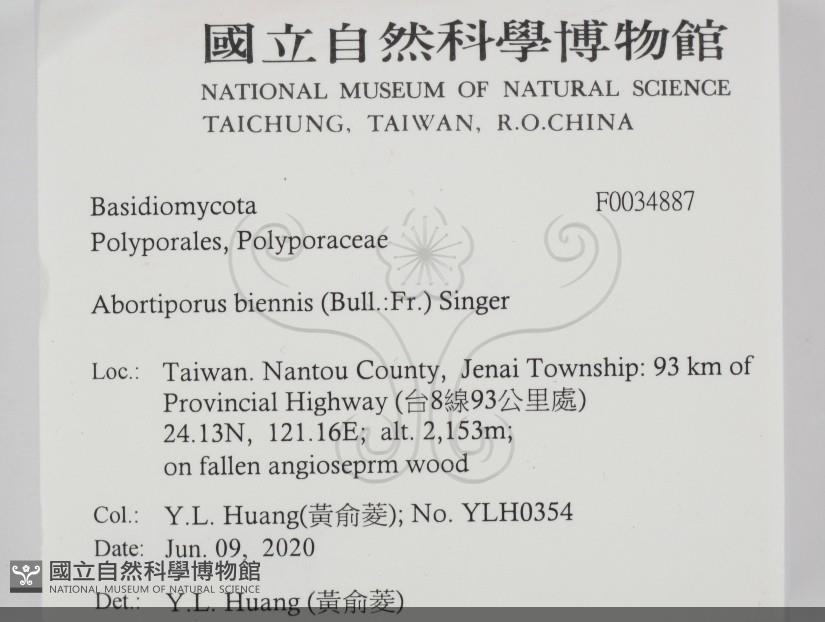 國立自然科學博物館
NATIONAL MUSEUM OF NATURAL SCIENCE
TAICHUNG, TAIWAN, R.O.CHINA
Basidiomycota F0034887
Polyporales, Polyporaceae
Abortiporus biennis (Bull.:Fr.) Singer
Loc.: Taiwan. Nantou County, Jenai Township: 93 km of
Provincial Highway (台8線93公里處)
24.13N, 121.16E; alt. 2,153m;
on fallen angioseprm wood
Col.: Y.L. Huang(黃俞菱); No. YLH0354
Date: Jun. 09, 2020
國立自然科學博物館
NATIONAL MUSEUM OF NATURAL SCIENCE
Det.: Y.L. Huang (黃俞菱)